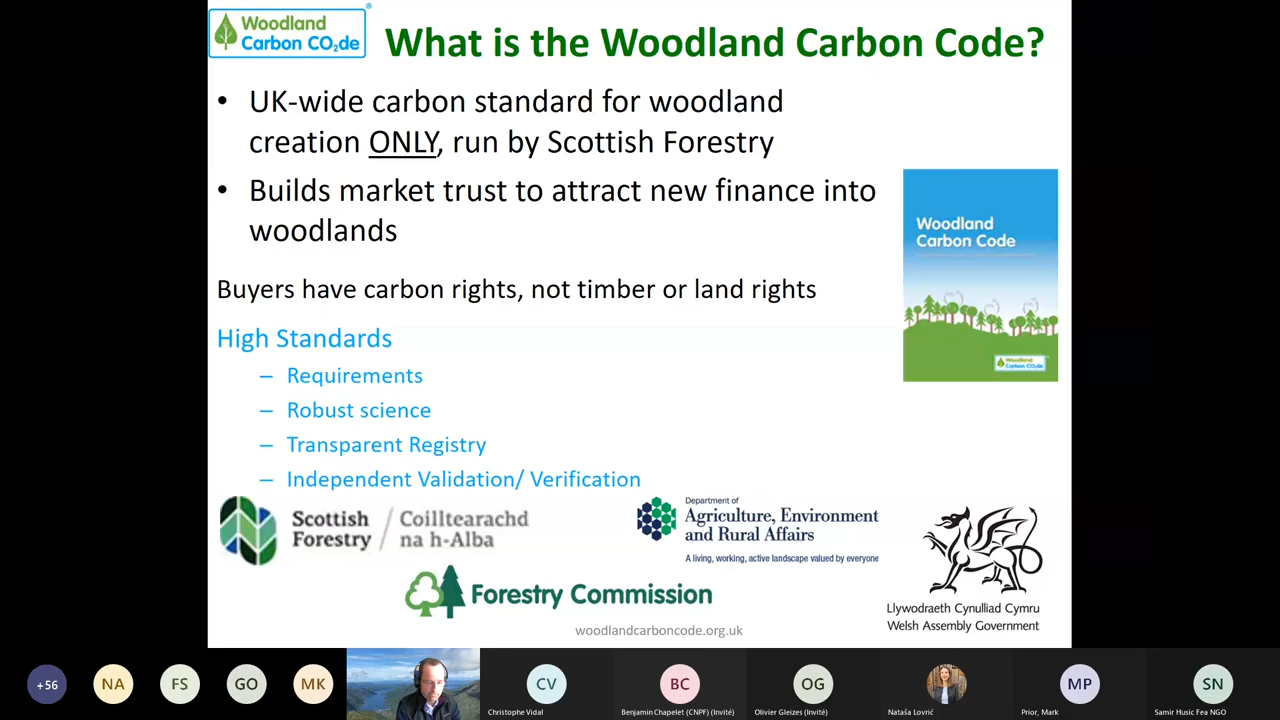 Woodland
Carbon CO₂de
®
What is the Woodland Carbon Code?
• UK-wide carbon standard for woodland
creation ONLY, run by Scottish Forestry
• Builds market trust to attract new finance into
woodlands
Buyers have carbon rights, not timber or land rights
High Standards
– Requirements
– Robust science
– Transparent Registry
– Independent Validation/ Verification
Woodland
Carbon Code
Woodland
Carbon CO₂de
Scottish
Forestry
Coilltearachd
na h-Alba
Department of
Agriculture, Environment
and Rural Affairs
A living, working, active landscape valued by everyone
Forestry Commission
Llywodraeth Cynulliad Cymru
Welsh Assembly Government
woodlandcarboncode.org.uk
+56
NA
FS
GO
MK
CV
Christophe Vidal
BC
Benjamin Chapelet (CNPF) (Invité)
OG
Olivier Gleizes (Invité)
Nataša Lovrić
MP
Prior, Mark
SN
Samir Husic Fea NGO